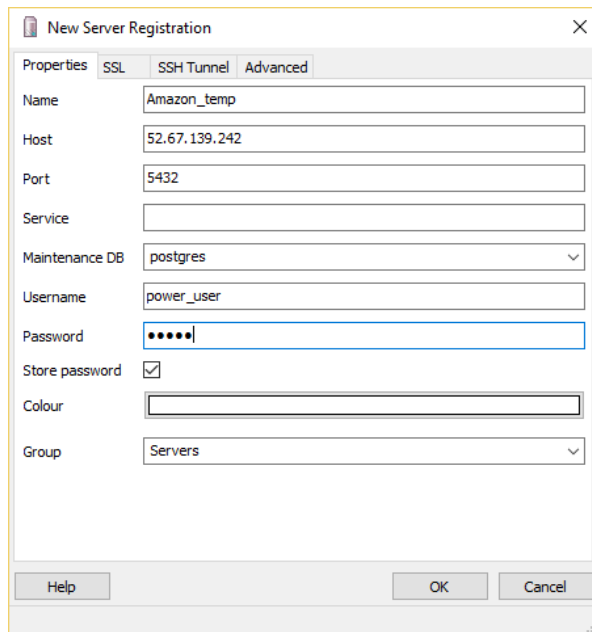 New Server Registration
Properties SSL SSH Tunnel Advanced
Name Amazon_temp
Host 52.67.139.242
Port 5432
Service
Maintenance DB postgres
Username power_user
Password •••••
Store password
Colour
Group Servers
Help OK Cancel